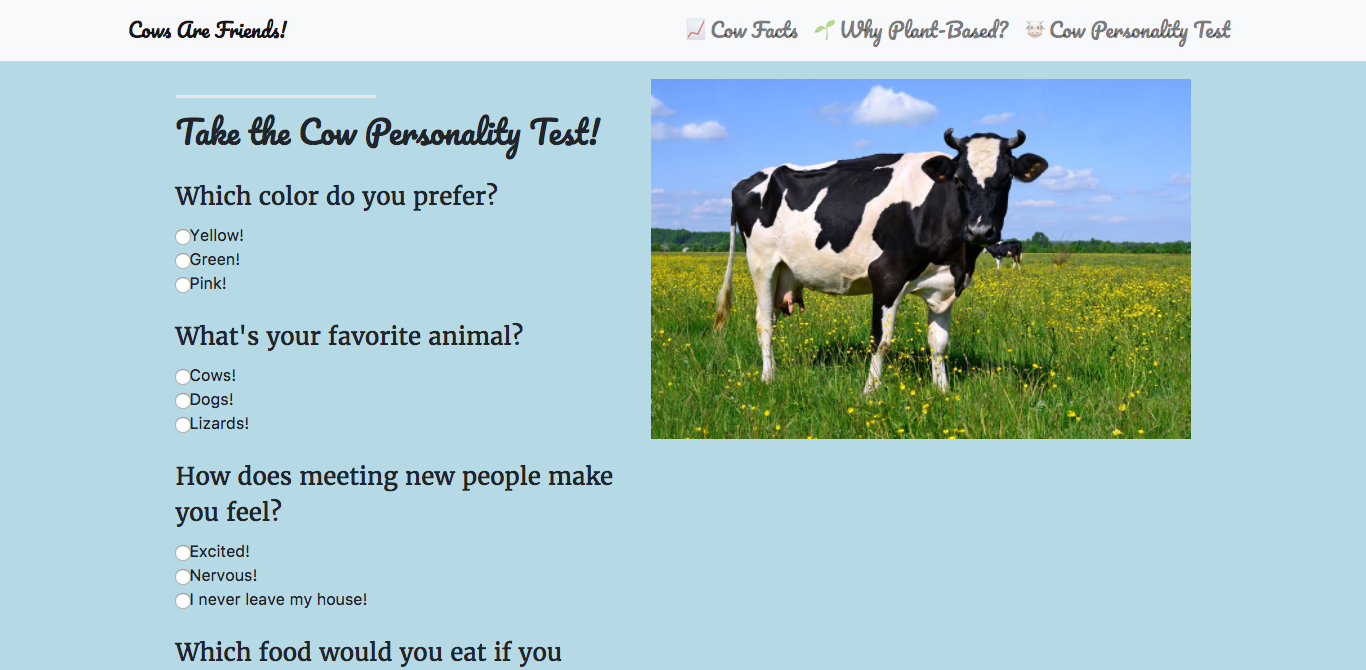 Cows Are Friends!
📈 Cow Facts 🌱 Why Plant-Based? 🐮 Cow Personality Test
Take the Cow Personality Test!
Which color do you prefer?
Yellow!
Green!
Pink!
What's your favorite animal?
Cows!
Dogs!
Lizards!
How does meeting new people make
you feel?
Excited!
Nervous!
I never leave my house!
Which food would you eat if you